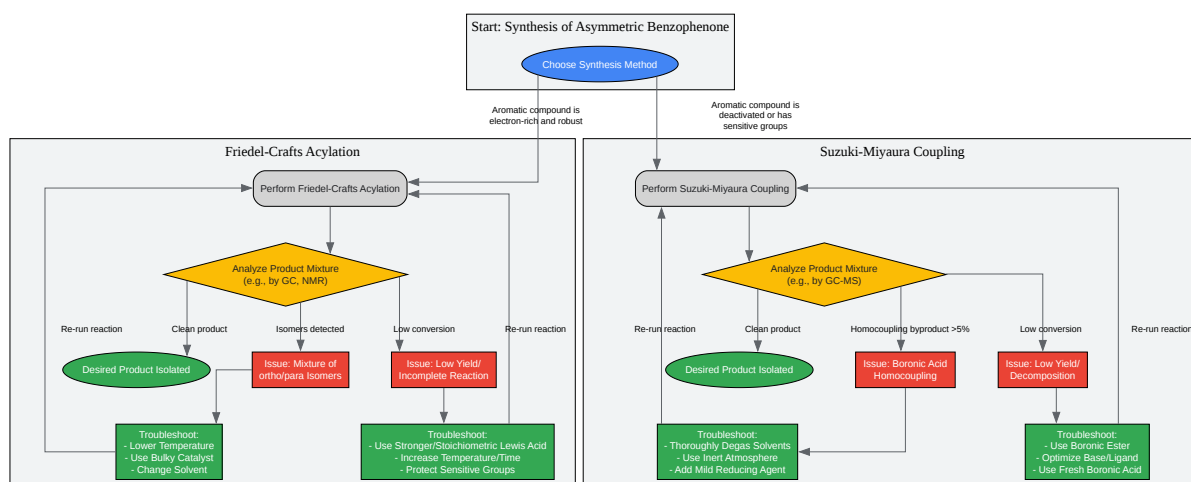 Start: Synthesis of Asymmetric Benzophenone
Choose Synthesis Method
Aromatic compound is
electron-rich and robust
Aromatic compound is
deactivated or has
sensitive groups
Friedel-Crafts Acylation
Perform Friedel-Crafts Acylation
Analyze Product Mixture
(e.g., by GC, NMR)
Re-run reaction
Clean product
Isomers detected
Low conversion
Re-run reaction
Desired Product Isolated
Issue: Mixture of
ortho/para Isomers
Issue: Low Yield/
Incomplete Reaction
Troubleshoot:
- Lower Temperature
- Use Bulky Catalyst
- Change Solvent
Troubleshoot:
- Use Stronger/Stoichiometric Lewis Acid
- Increase Temperature/Time
- Protect Sensitive Groups
Suzuki-Miyaura Coupling
Perform Suzuki-Miyaura Coupling
Analyze Product Mixture
(e.g., by GC-MS)
Re-run reaction
Clean product
Homocoupling byproduct >5%
Low conversion
Re-run reaction
Desired Product Isolated
Issue: Boronic Acid
Homocoupling
Issue: Low Yield/
Decomposition
Troubleshoot:
- Thoroughly Degas Solvents
- Use Inert Atmosphere
- Add Mild Reducing Agent
Troubleshoot:
- Use Boronic Ester
- Optimize Base/Ligand
- Use Fresh Boronic Acid